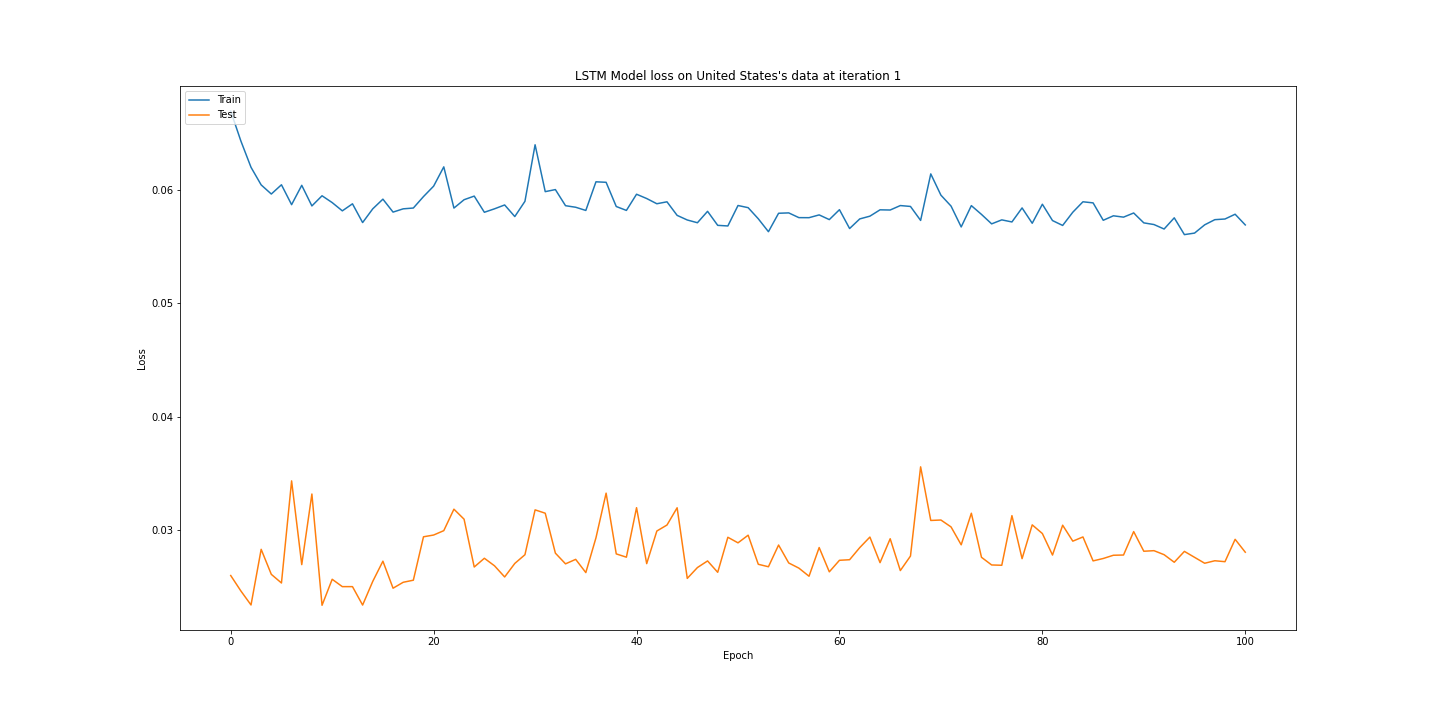 LSTM Model loss on United States's data at iteration 1
Train
Test
0.06
0.05
0.04
0.03
Loss
0 20 40 60 80 100
Epoch